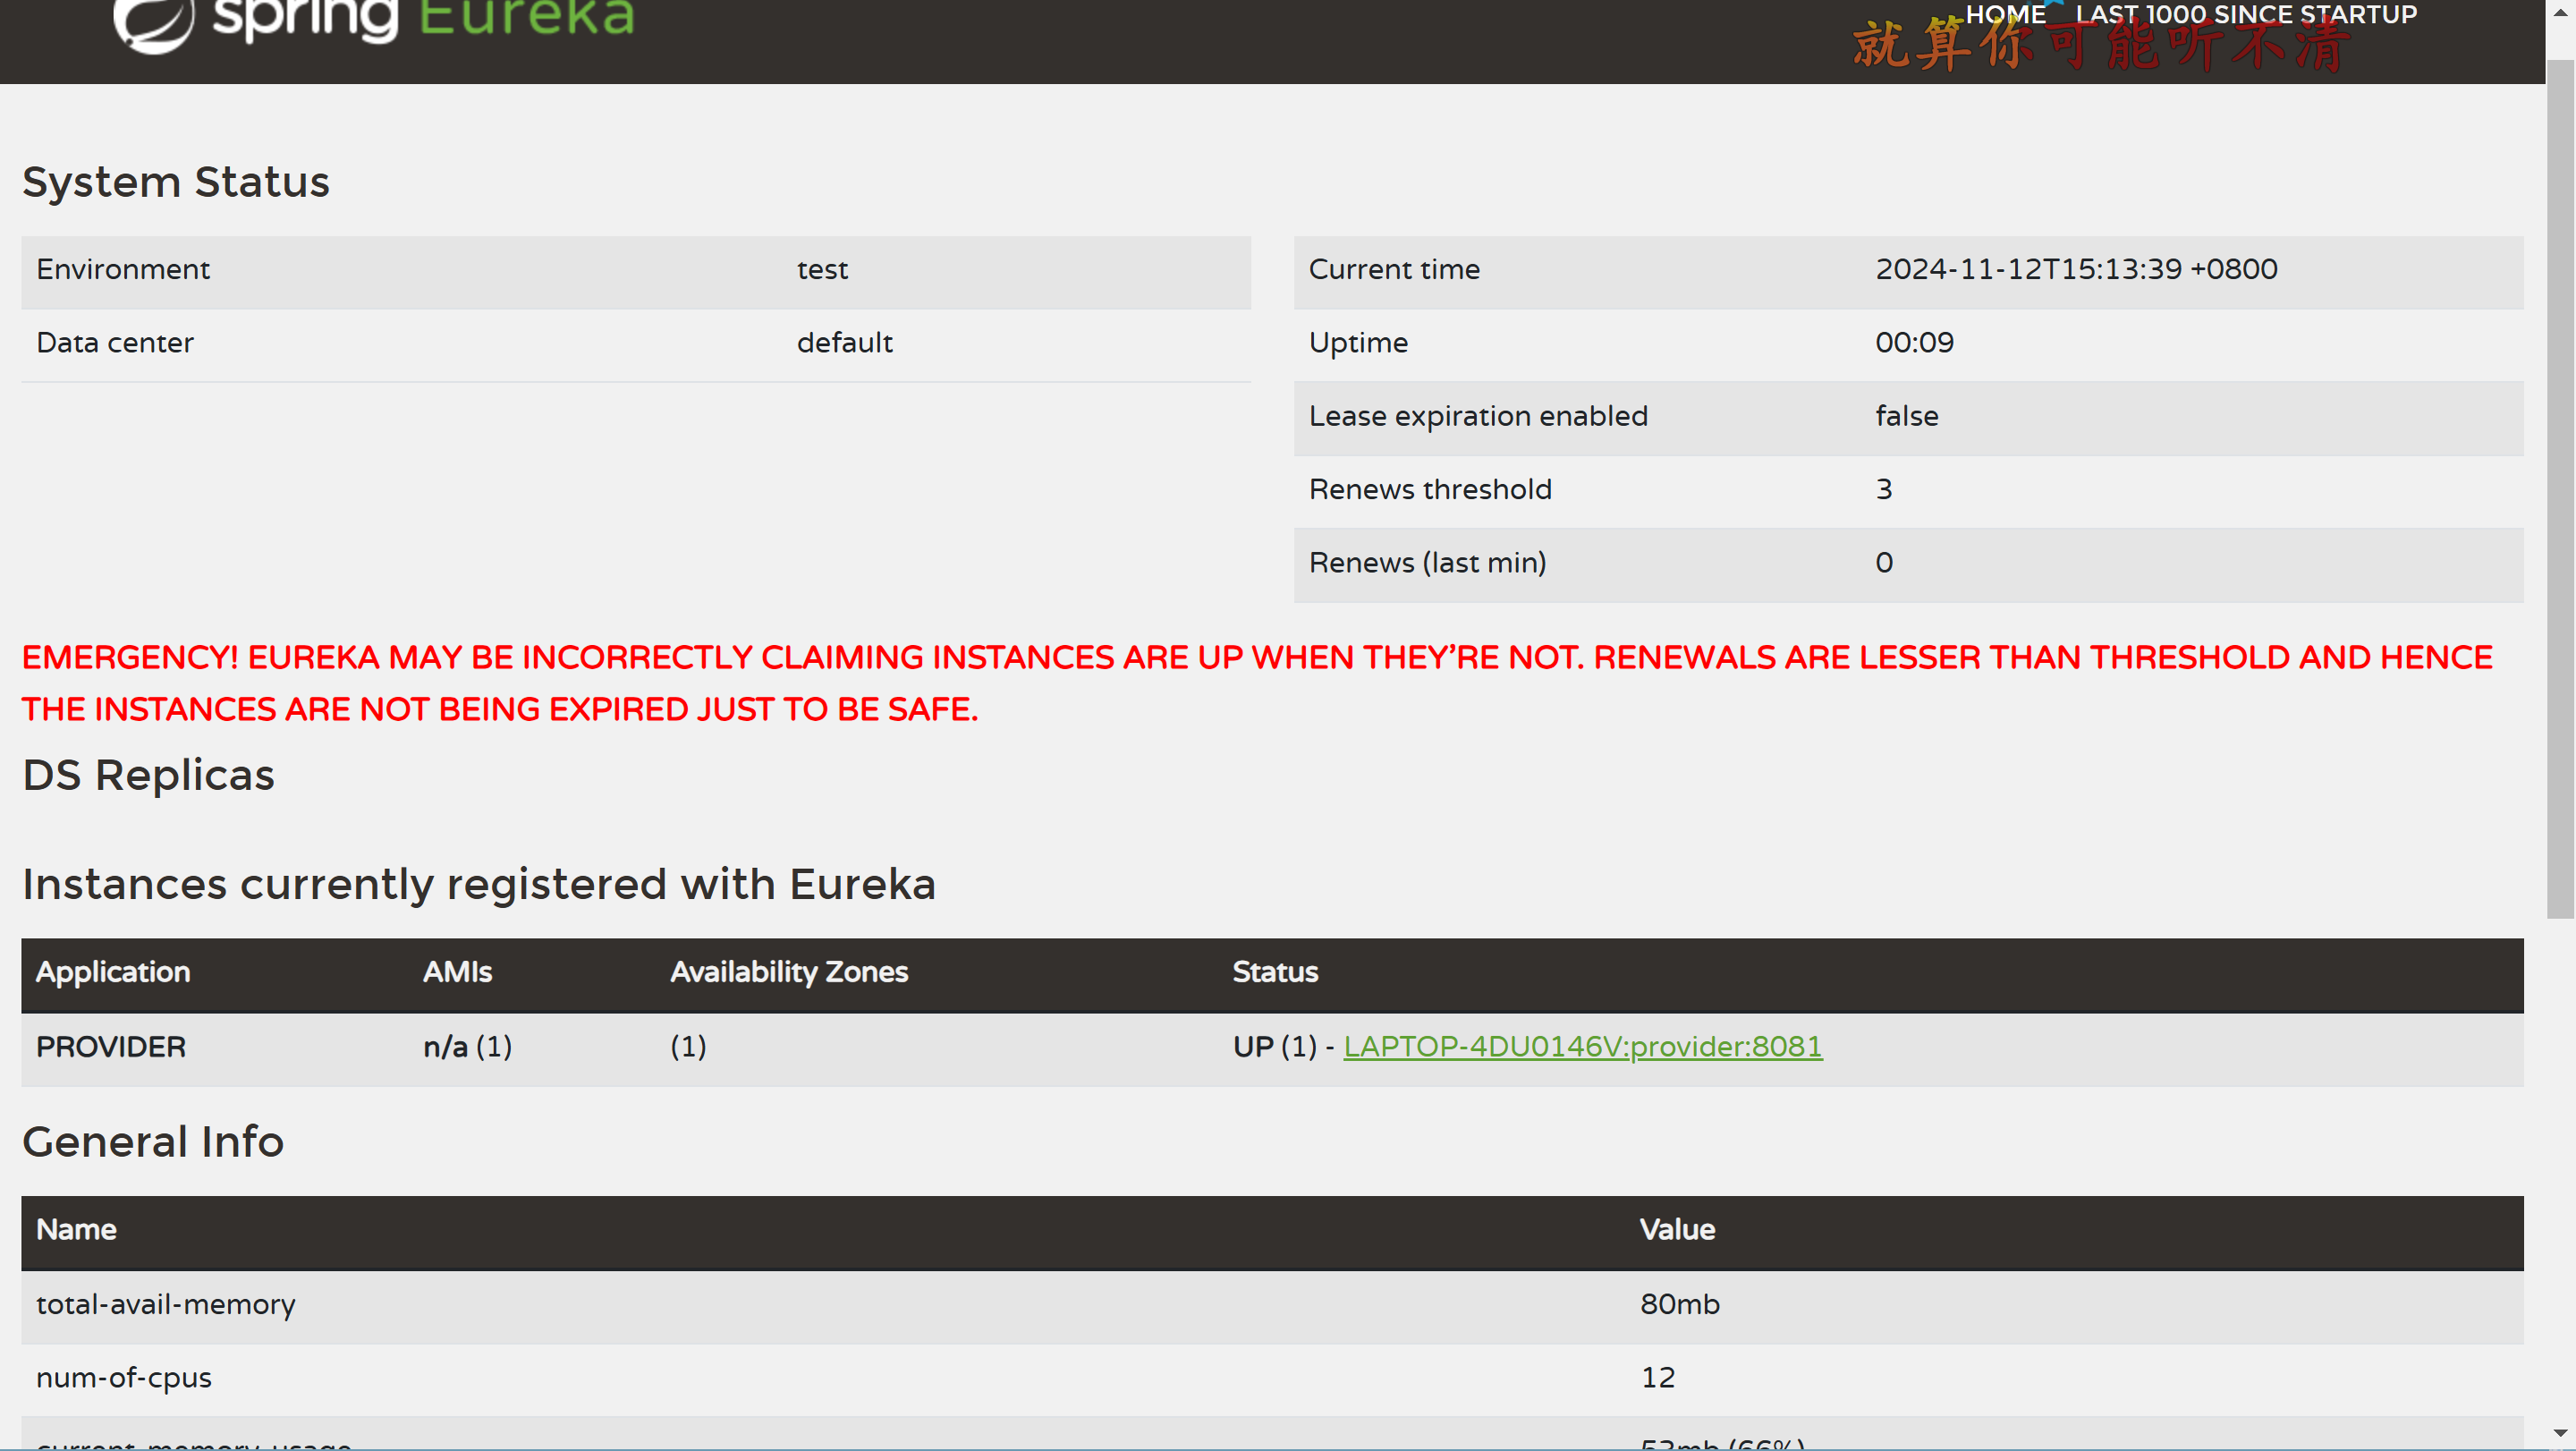 spring Eureka
HOME LAST 1000 SINCE STARTUP
就算你可能听不清
System Status
Environment test
Data center default
Current time 2024-11-12T15:13:39 +0800
Uptime 00:09
Lease expiration enabled false
Renews threshold 3
Renews (last min) 0
EMERGENCY! EUREKA MAY BE INCORRECTLY CLAIMING INSTANCES ARE UP WHEN THEY'RE NOT. RENEWALS ARE LESSER THAN THRESHOLD AND HENCE
THE INSTANCES ARE NOT BEING EXPIRED JUST TO BE SAFE.
DS Replicas
Instances currently registered with Eureka
Application AMIs Availability Zones Status
PROVIDER n/a (1) (1) UP (1) - LAPTOP-4DU0146V:provider:8081
General Info
Name Value
total-avail-memory 80mb
num-of-cpus 12
current-memory-usage 53mb (66%)